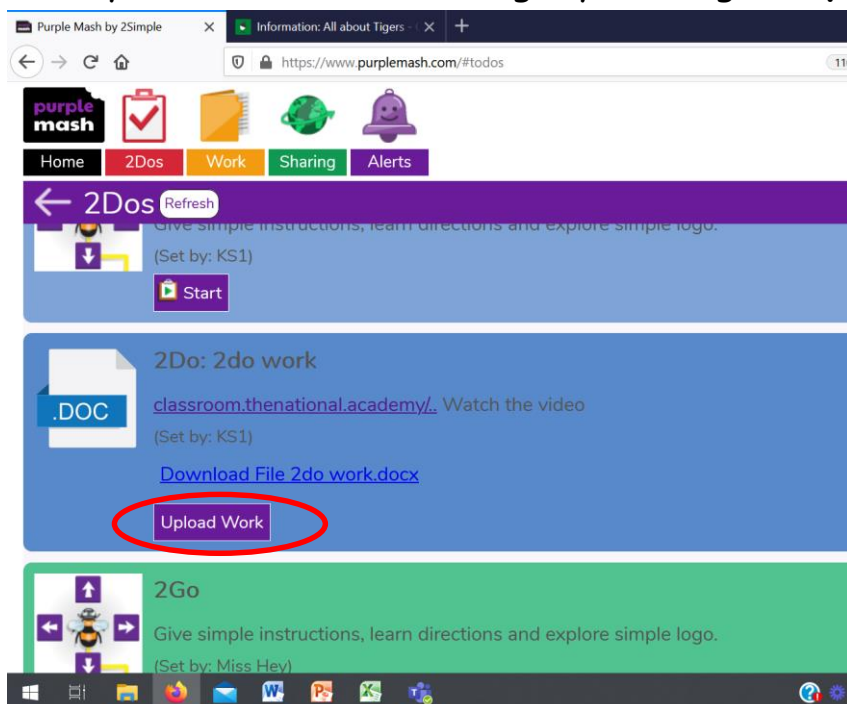 Purple Mash by 2Simple
Information: All about Tigers -
https://www.purplemash.com/#todos
purple
mash
Home
2Dos
Work
Sharing
Alerts
2Dos
Refresh
Give simple instructions, learn directions and explore simple logo.
(Set by: KS1)
Start
2Do: 2do work
.DOC
classroom.thenational.academy/.. Watch the video
(Set by: KS1)
Download File 2do work.docx
Upload Work
2Go
Give simple instructions, learn directions and explore simple logo.
(Set by: Miss Hey)